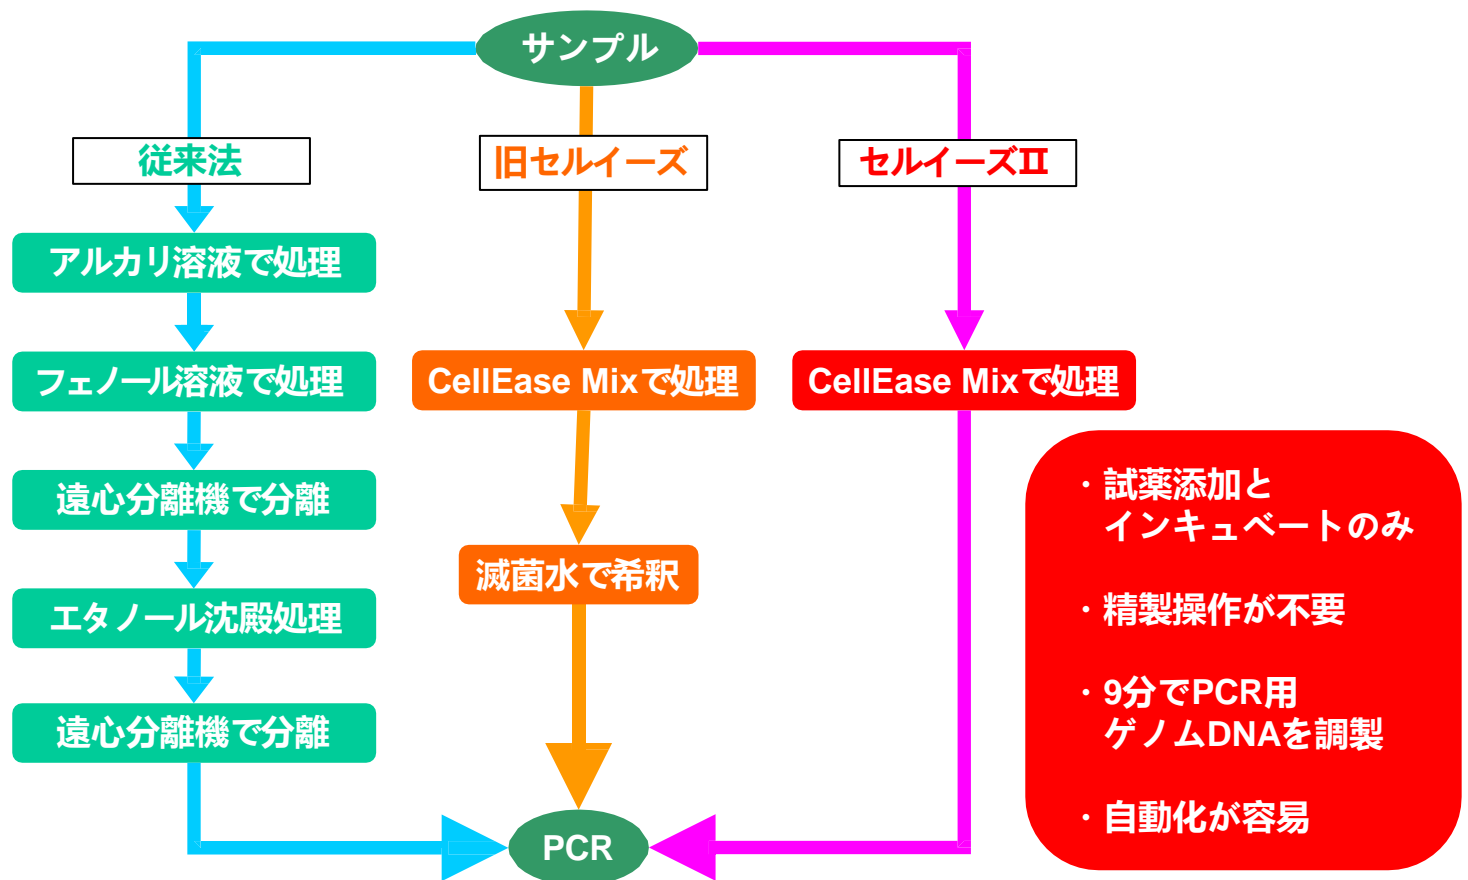 サンプル
従来法
旧セルイーズ
セルイーズⅡ
アルカリ溶液で処理
フェノール溶液で処理
遠心分離機で分離
エタノール沈殿処理
遠心分離機で分離
CellEase Mixで処理
滅菌水で希釈
CellEase Mixで処理
PCR
・試薬添加と
インキュベートのみ
・精製操作が不要
・9分でPCR用
ゲノムDNAを調製
・自動化が容易